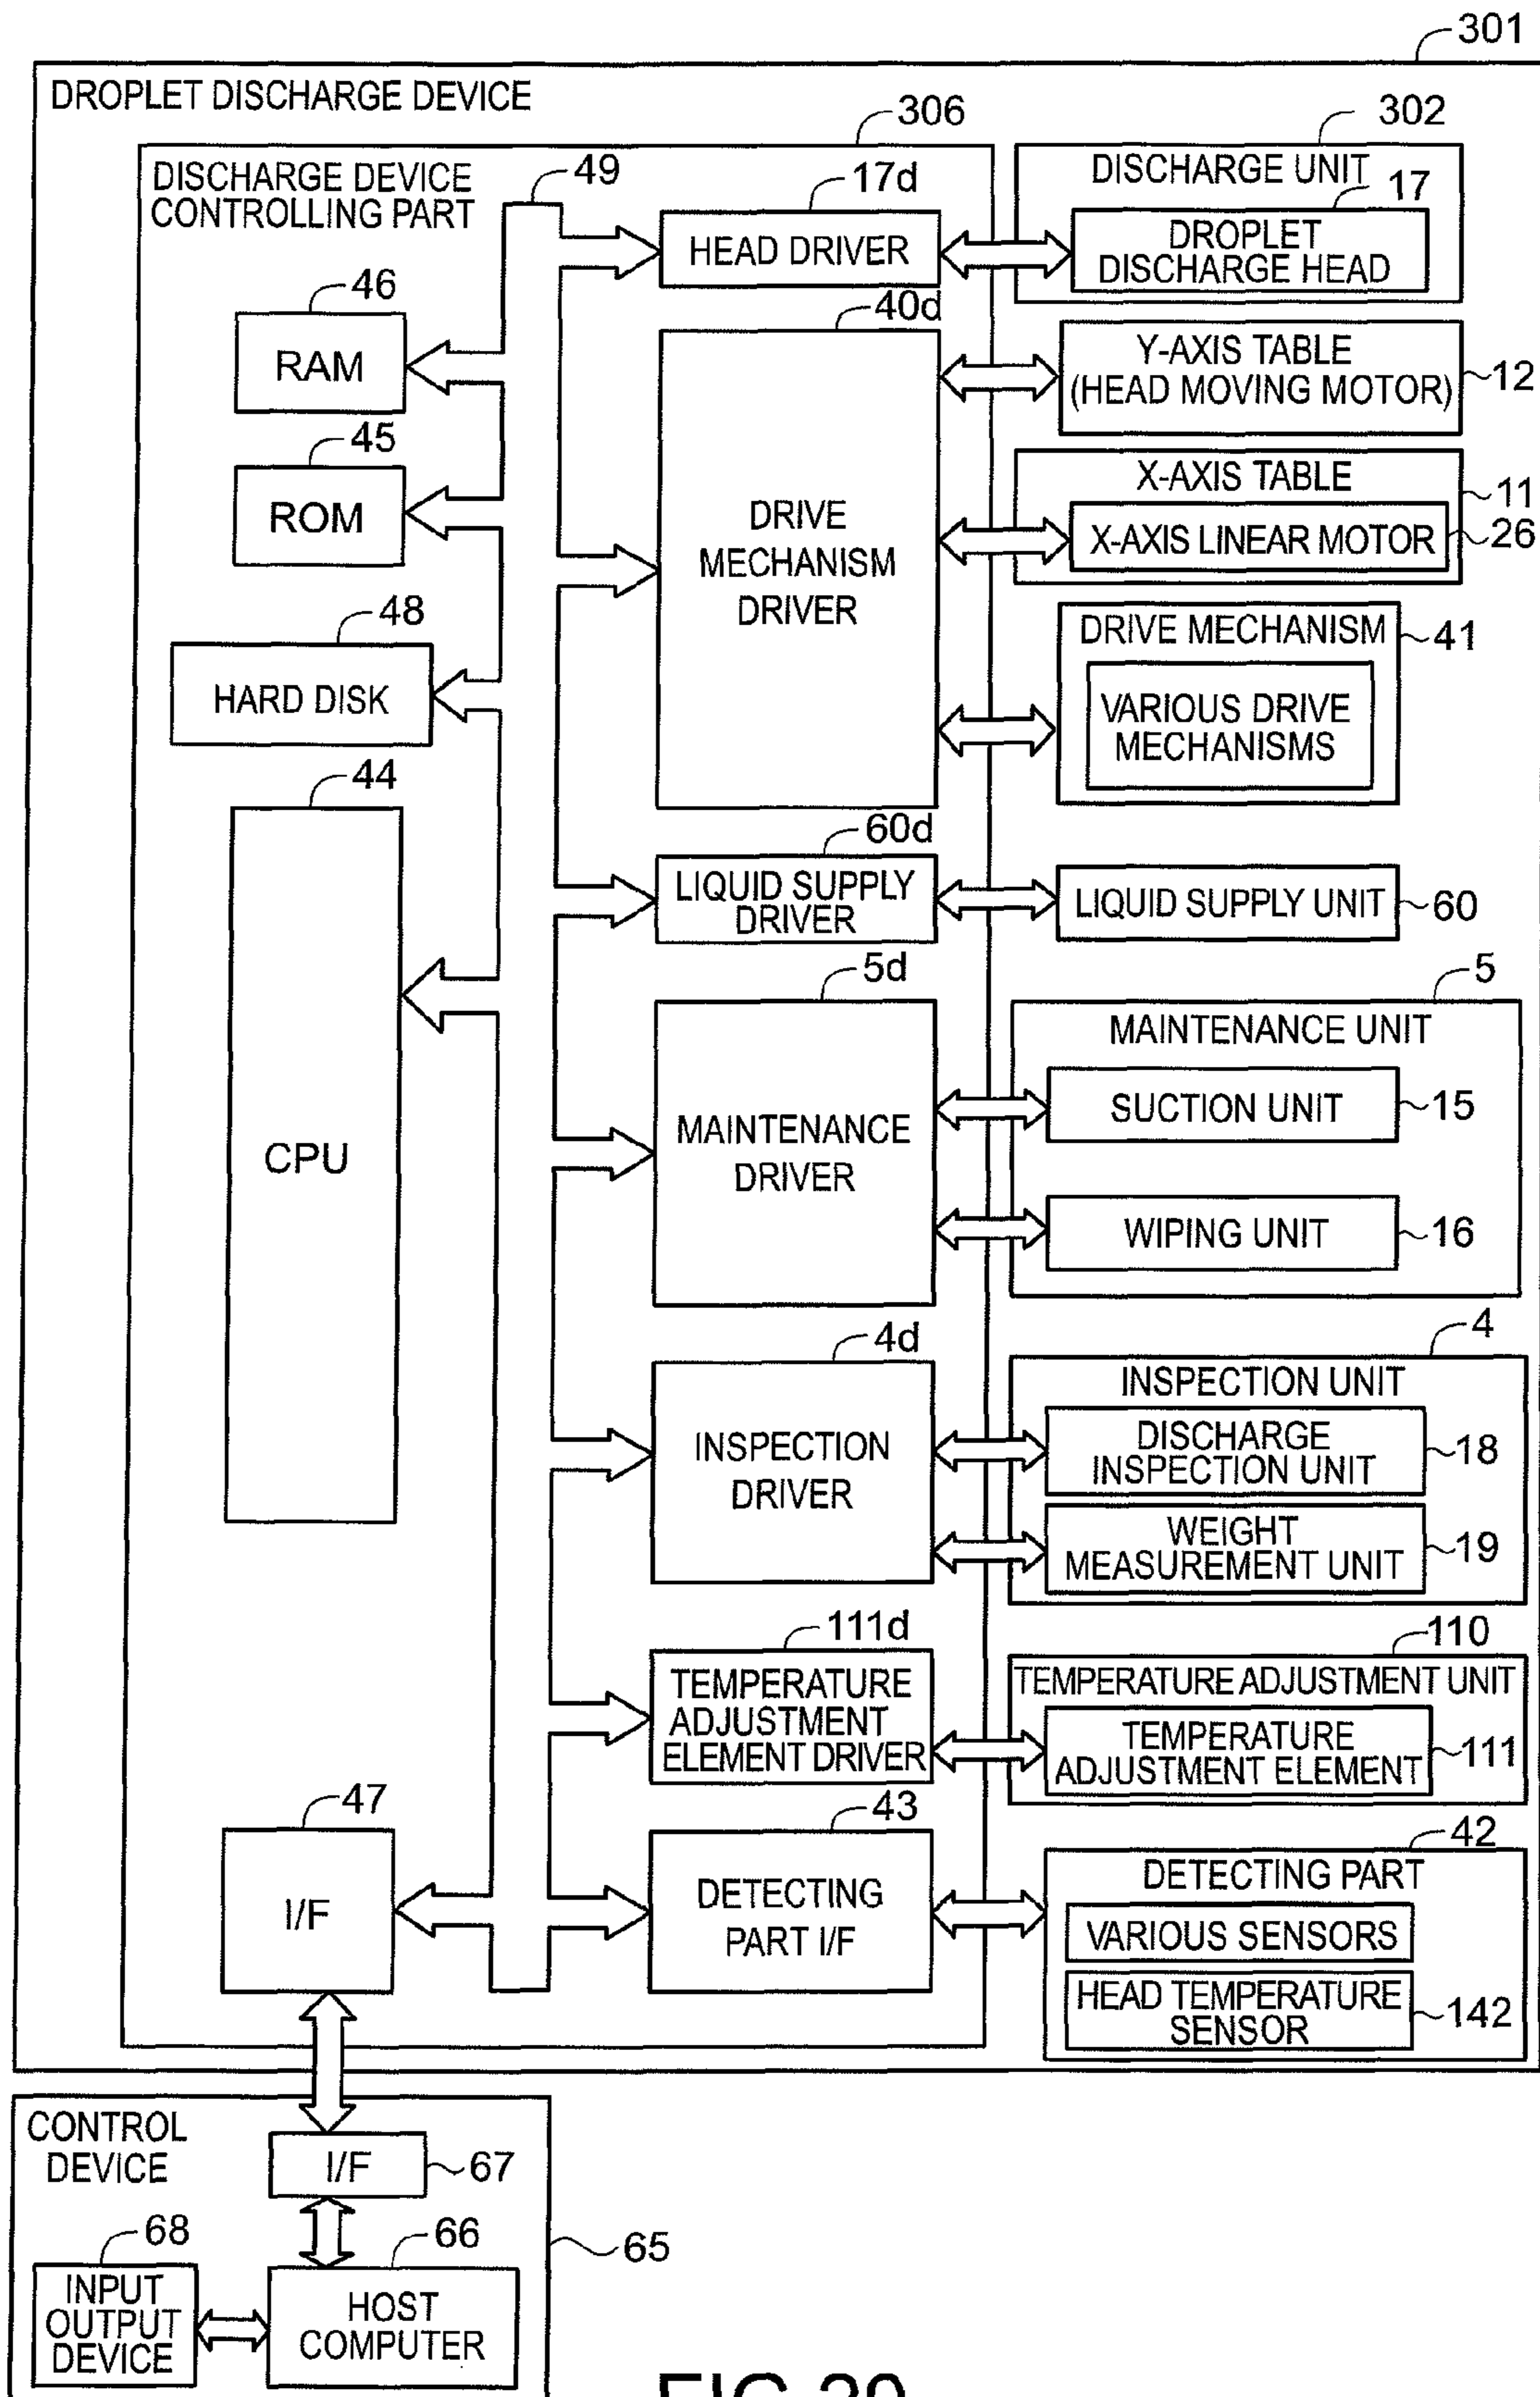 301
DROPLET DISCHARGE DEVICE
306
302
DISCHARGE DEVICE
CONTROLLING PART
49
17d
DISCHARGE UNIT
17
HEAD DRIVER
DROPLET
DISCHARGE HEAD
46
RAM
40d
Y-AXIS TABLE
(HEAD MOVING MOTOR)
12
45
ROM
DRIVE
MECHANISM
DRIVER
X-AXIS TABLE
11
X-AXIS LINEAR MOTOR
26
48
HARD DISK
DRIVE MECHANISM
41
VARIOUS DRIVE
MECHANISMS
44
CPU
60d
LIQUID SUPPLY
DRIVER
LIQUID SUPPLY UNIT
60
5d
5
MAINTENANCE
DRIVER
MAINTENANCE UNIT
SUCTION UNIT
15
WIPING UNIT
16
4d
4
INSPECTION
DRIVER
INSPECTION UNIT
DISCHARGE
INSPECTION UNIT
18
WEIGHT
MEASUREMENT UNIT
19
111d
110
TEMPERATURE
ADJUSTMENT
ELEMENT DRIVER
TEMPERATURE ADJUSTMENT UNIT
TEMPERATURE
ADJUSTMENT ELEMENT
111
47
I/F
43
DETECTING
PART I/F
42
DETECTING PART
VARIOUS SENSORS
HEAD TEMPERATURE
SENSOR
142
CONTROL
DEVICE
I/F
67
68
66
65
INPUT
OUTPUT
DEVICE
HOST
COMPUTER